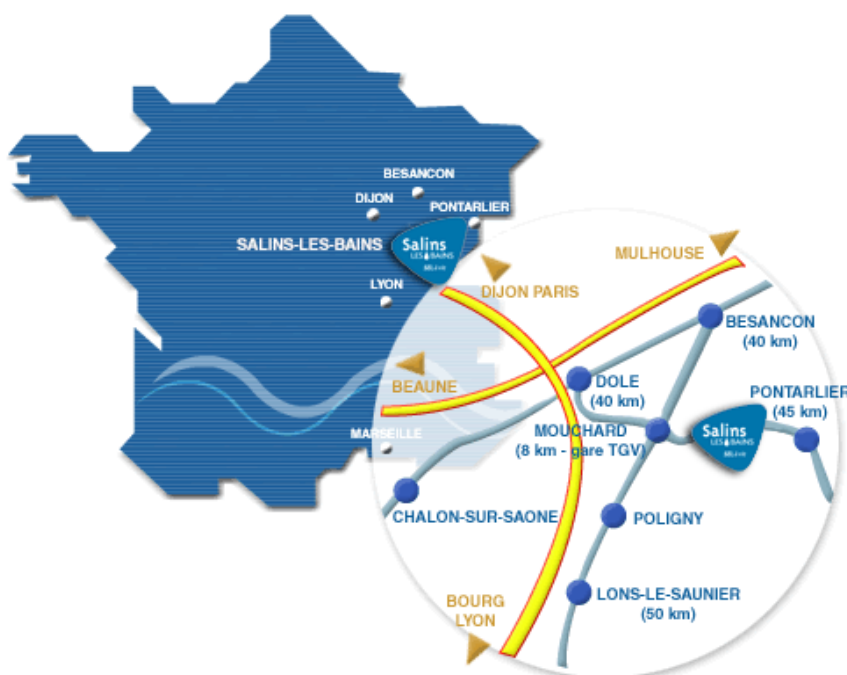 BESANCON
DIJON
PONTARLIER
SALINS-LES-BAINS
Salins
LES BAINS
LYON
MARSEILLE
MULHOUSE
DIJON PARIS
BEAUNE
BESANCON
(40 km)
DOLE
(40 km)
PONTARLIER
(45 km)
MOUCHARD
(8 km - gare TGV)
Salins
LES BAINS
CHALON-SUR-SAONE
POLIGNY
LONS-LE-SAUNIER
(50 km)
BOURG
LYON